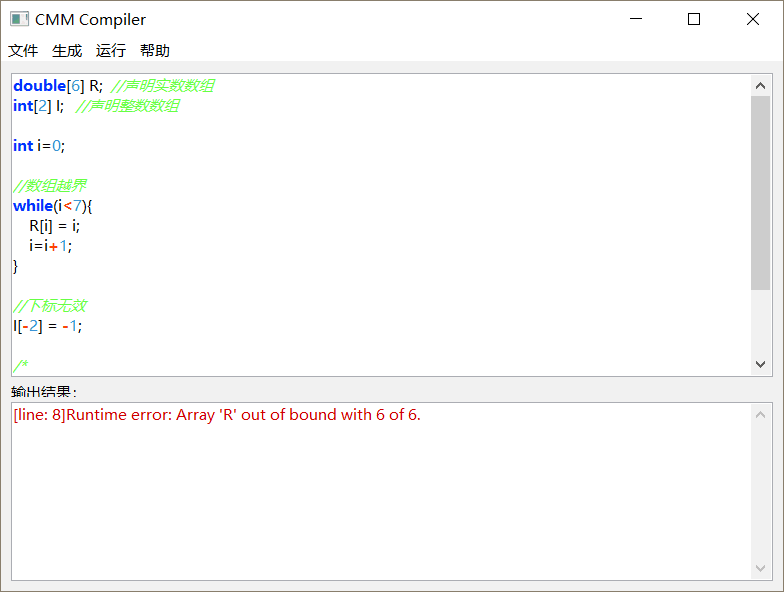 CMM Compiler
文件 生成 运行 帮助
double[6] R; //声明实数数组
int[2] I; //声明整数数组
int i=0;
//数组越界
while(i<7){
R[i] = i;
i=i+1;
}
//下标无效
I[-2] = -1;
/*
输出结果：
[line: 8]Runtime error: Array 'R' out of bound with 6 of 6.